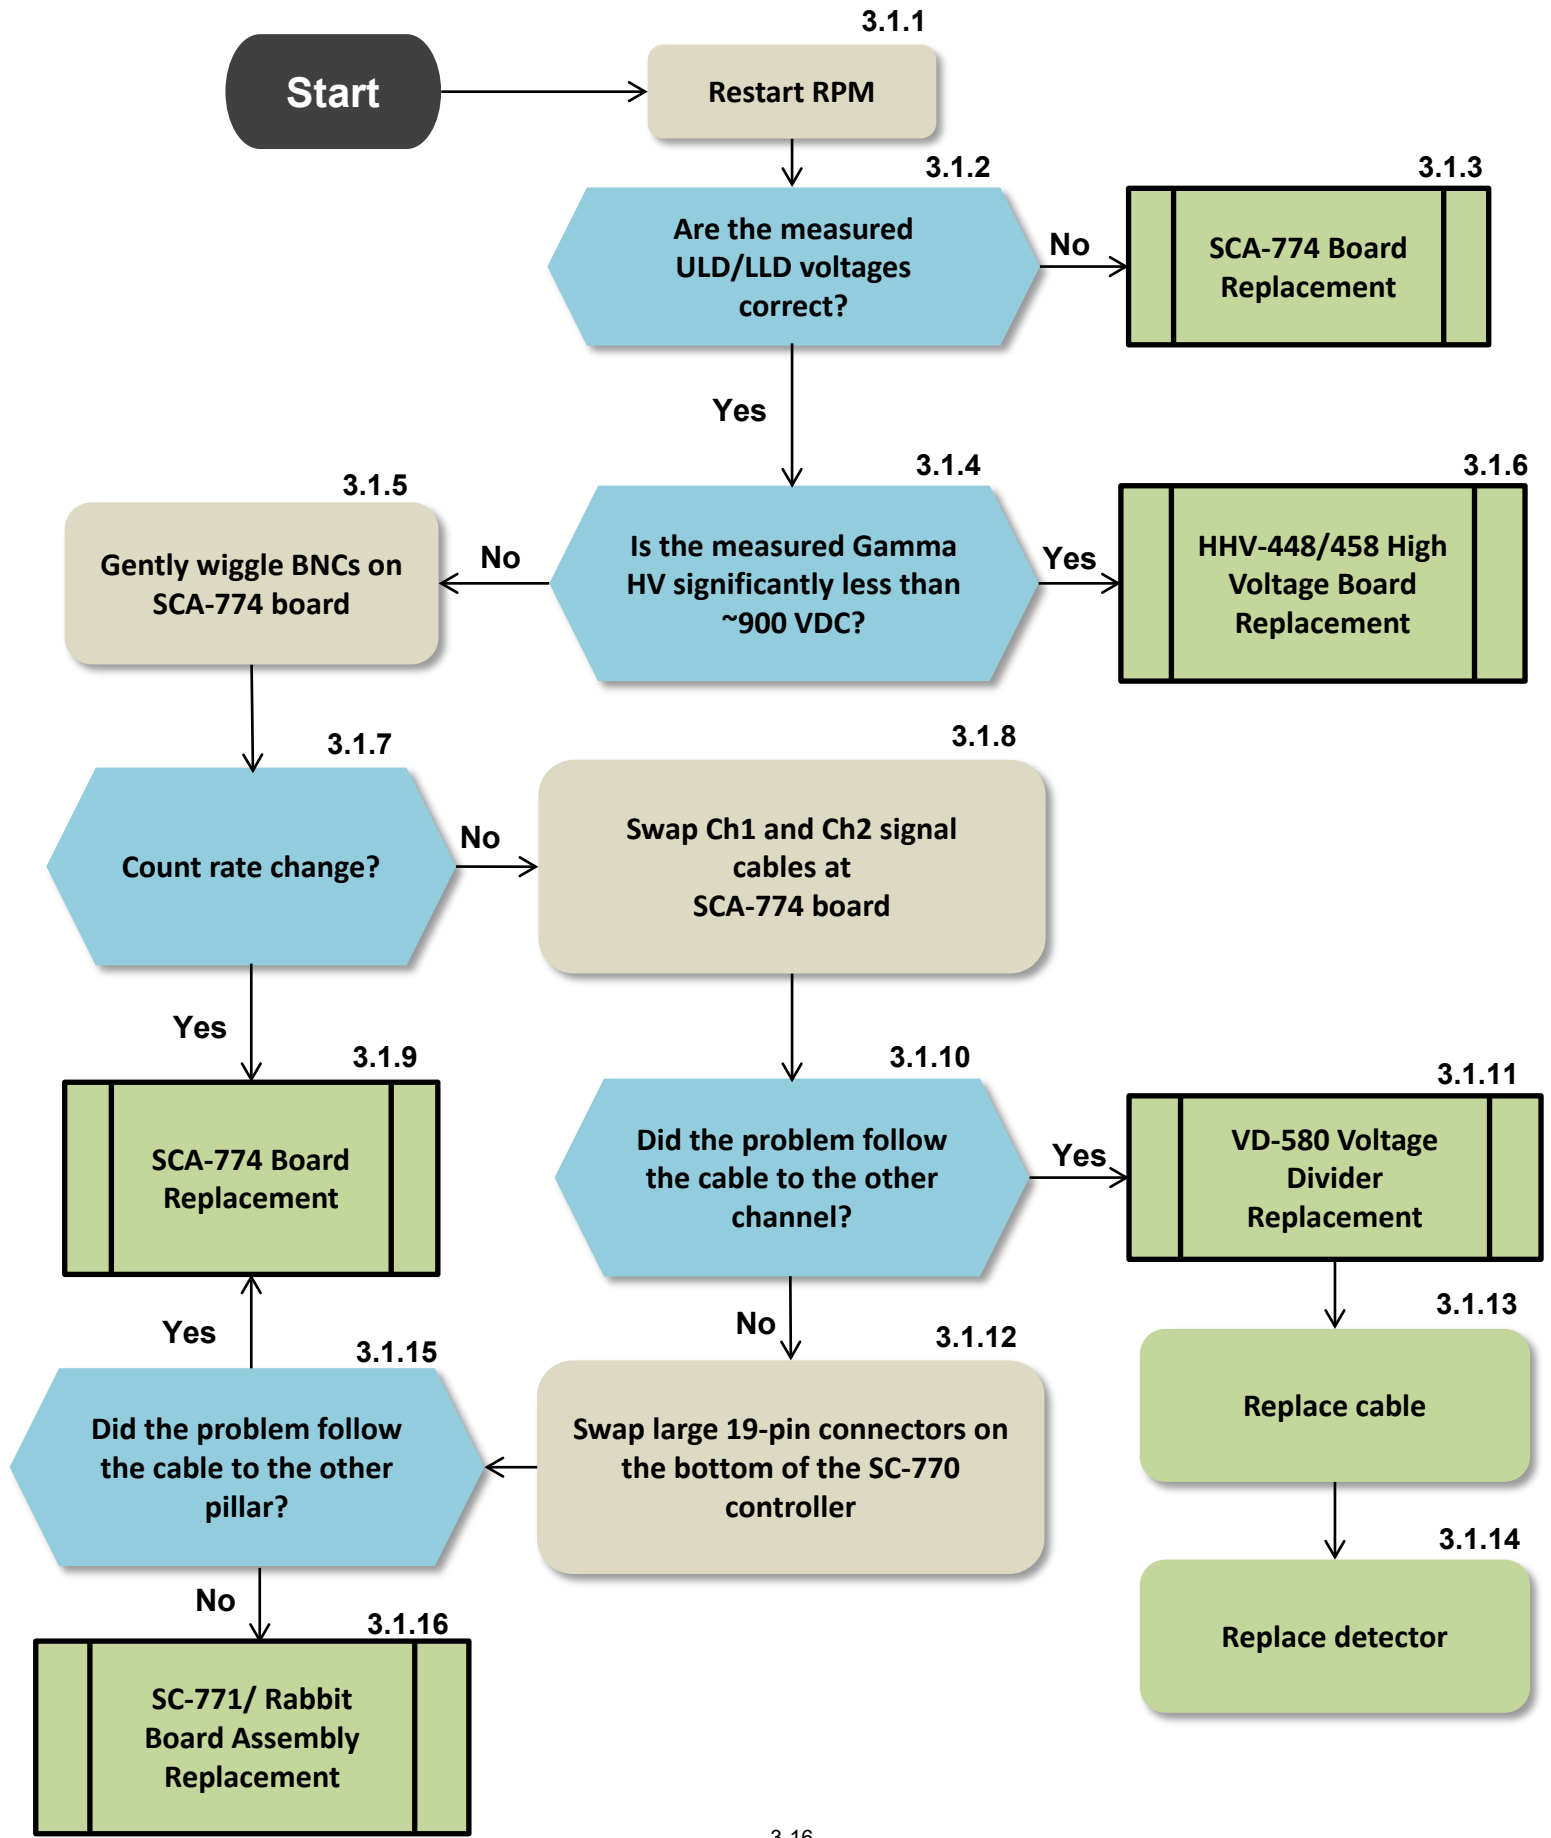 3.1.1
Start
Restart RPM
3.1.2
3.1.3
Are the measured
ULD/LLD voltages
correct?
No
SCA-774 Board
Replacement
Yes
3.1.4
3.1.6
3.1.5
Gently wiggle BNCs on
SCA-774 board
No
Is the measured Gamma
HV significantly less than
~900 VDC?
Yes
HHV-448/458 High
Voltage Board
Replacement
3.1.7
3.1.8
Count rate change?
No
Swap Ch1 and Ch2 signal
cables at
SCA-774 board
Yes
3.1.9
3.1.10
3.1.11
SCA-774 Board
Replacement
Did the problem follow
the cable to the other
channel?
Yes
VD-580 Voltage
Divider
Replacement
Yes
No
3.1.12
3.1.13
3.1.15
Did the problem follow
the cable to the other
pillar?
Swap large 19-pin connectors on
the bottom of the SC-770
controller
Replace cable
3.1.14
No
3.1.16
Replace detector
SC-771/ Rabbit
Board Assembly
Replacement
3-16